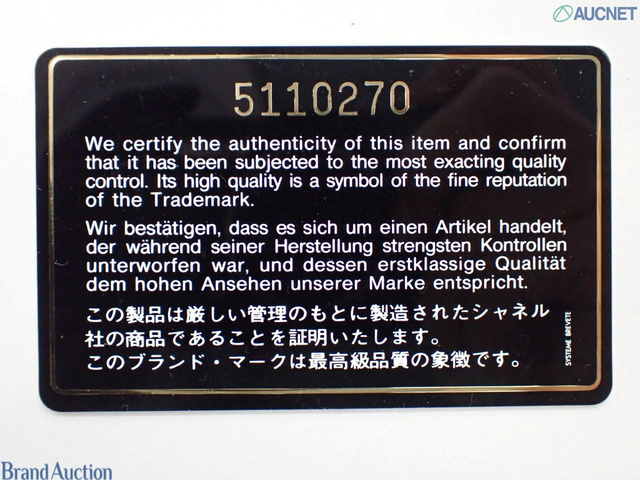 AUCNET
5110270
We certify the authenticity of this item and confirm
that it has been subjected to the most exacting quality
control. Its high quality is a symbol of the fine reputation
of the Trademark.
Wir bestätigen, dass es sich um einen Artikel handelt,
der während seiner Herstellung strengsten Kontrollen
unterworfen war, und dessen erstklassige Qualität
dem hohen Ansehen unserer Marke entspricht.
この製品は厳しい管理のもとに製造されたシャネル
社の商品であることを証明いたします。
このブランド・マークは最高級品質の象徴です。
SYSTEME BREVETE
Brand Auction